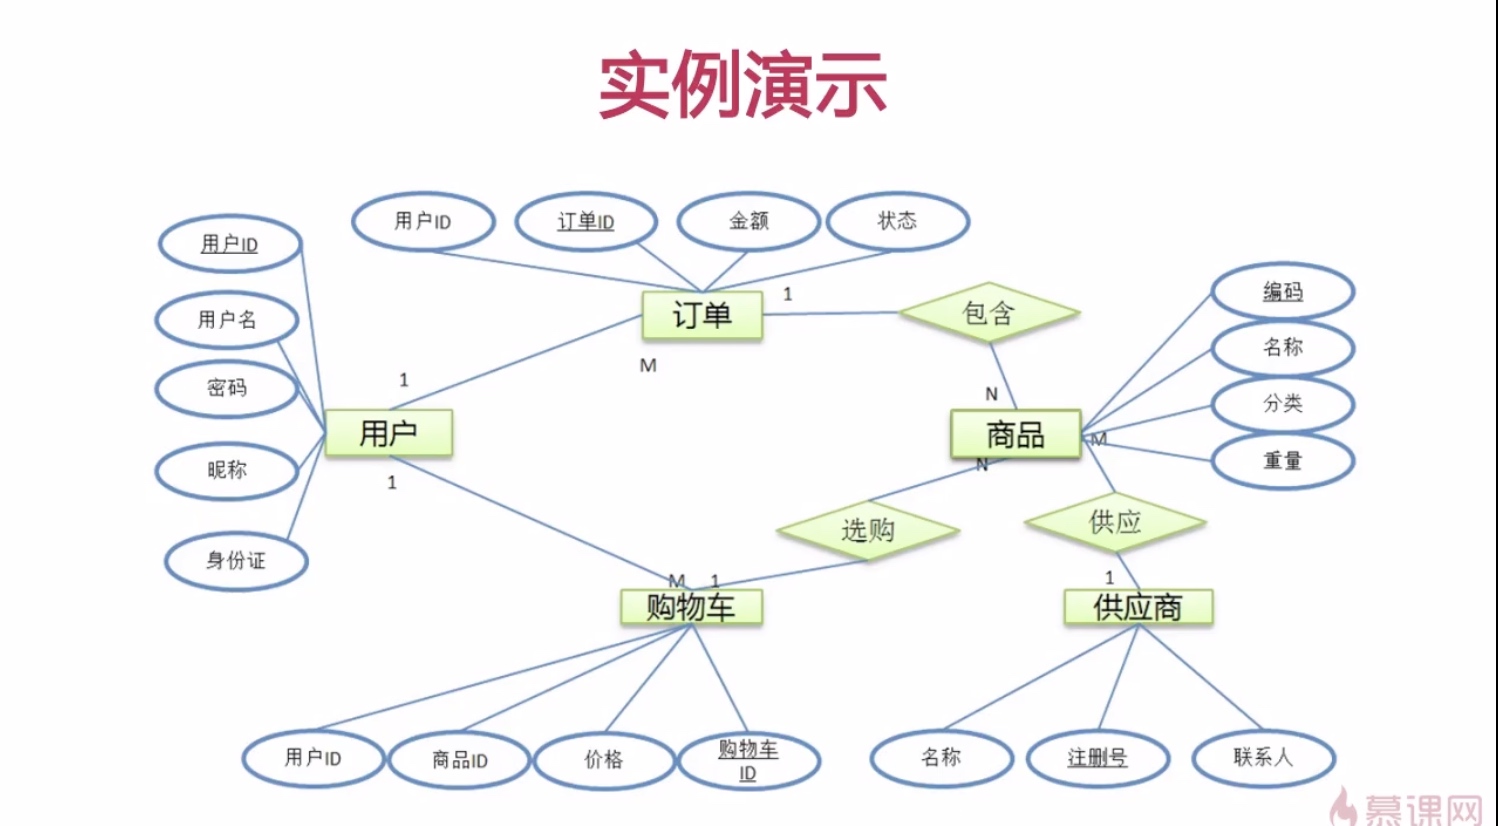 实例演示
用户ID
订单ID
金额
状态
用户ID
用户名
密码
昵称
身份证
订单
1
包含
M
1
N
用户
1
商品
M
N
编码
名称
分类
重量
选购
供应
M
1
1
购物车
供应商
用户ID
商品ID
价格
购物车
ID
名称
注删号
联系人
慕课网